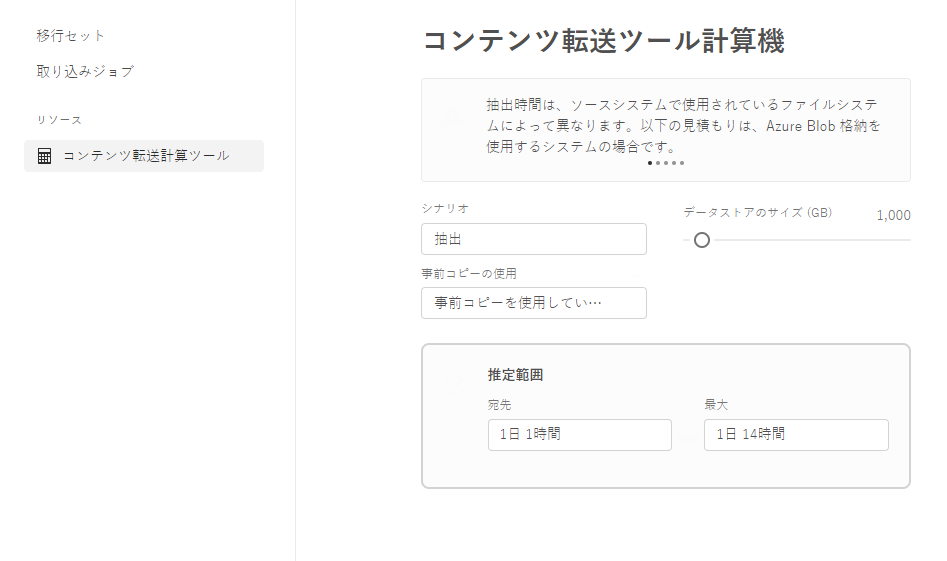 移行セット
取り込みジョブ
リソース
コンテンツ転送計算ツール
コンテンツ転送ツール計算機
抽出時間は、ソースシステムで使用されているファイルシステ
ムによって異なります。以下の見積もりは、Azure Blob 格納を
使用するシステムの場合です。
シナリオ
抽出
データストアのサイズ (GB)
1,000
事前コピーの使用
事前コピーを使用してい…
推定範囲
宛先
最大
1日 1時間
1日 14時間